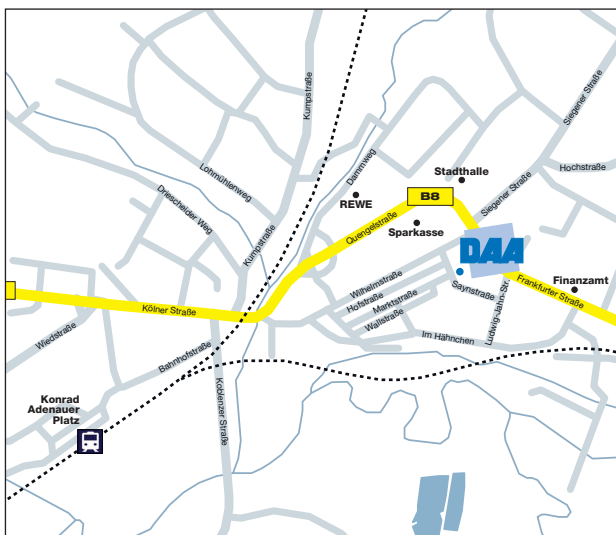 Kumpstraße
Siegener Straße
Hochstraße
Lohmühlenweg
Dammweg
Stadthalle
Driescheider Weg
REWE
B8
Siegener Straße
Kumpstraße
Quengelstraße
Sparkasse
DAA
Wilhelmstraße
Hofstraße
Marktstraße
Wallstraße
Saynstraße
Ludwig-Jahn-Str.
Frankfurter Straße
Finanzamt
Kölner Straße
Wiedstraße
Im Hähnchen
Bahnhofstraße
Koblenzer Straße
Konrad
Adenauer
Platz